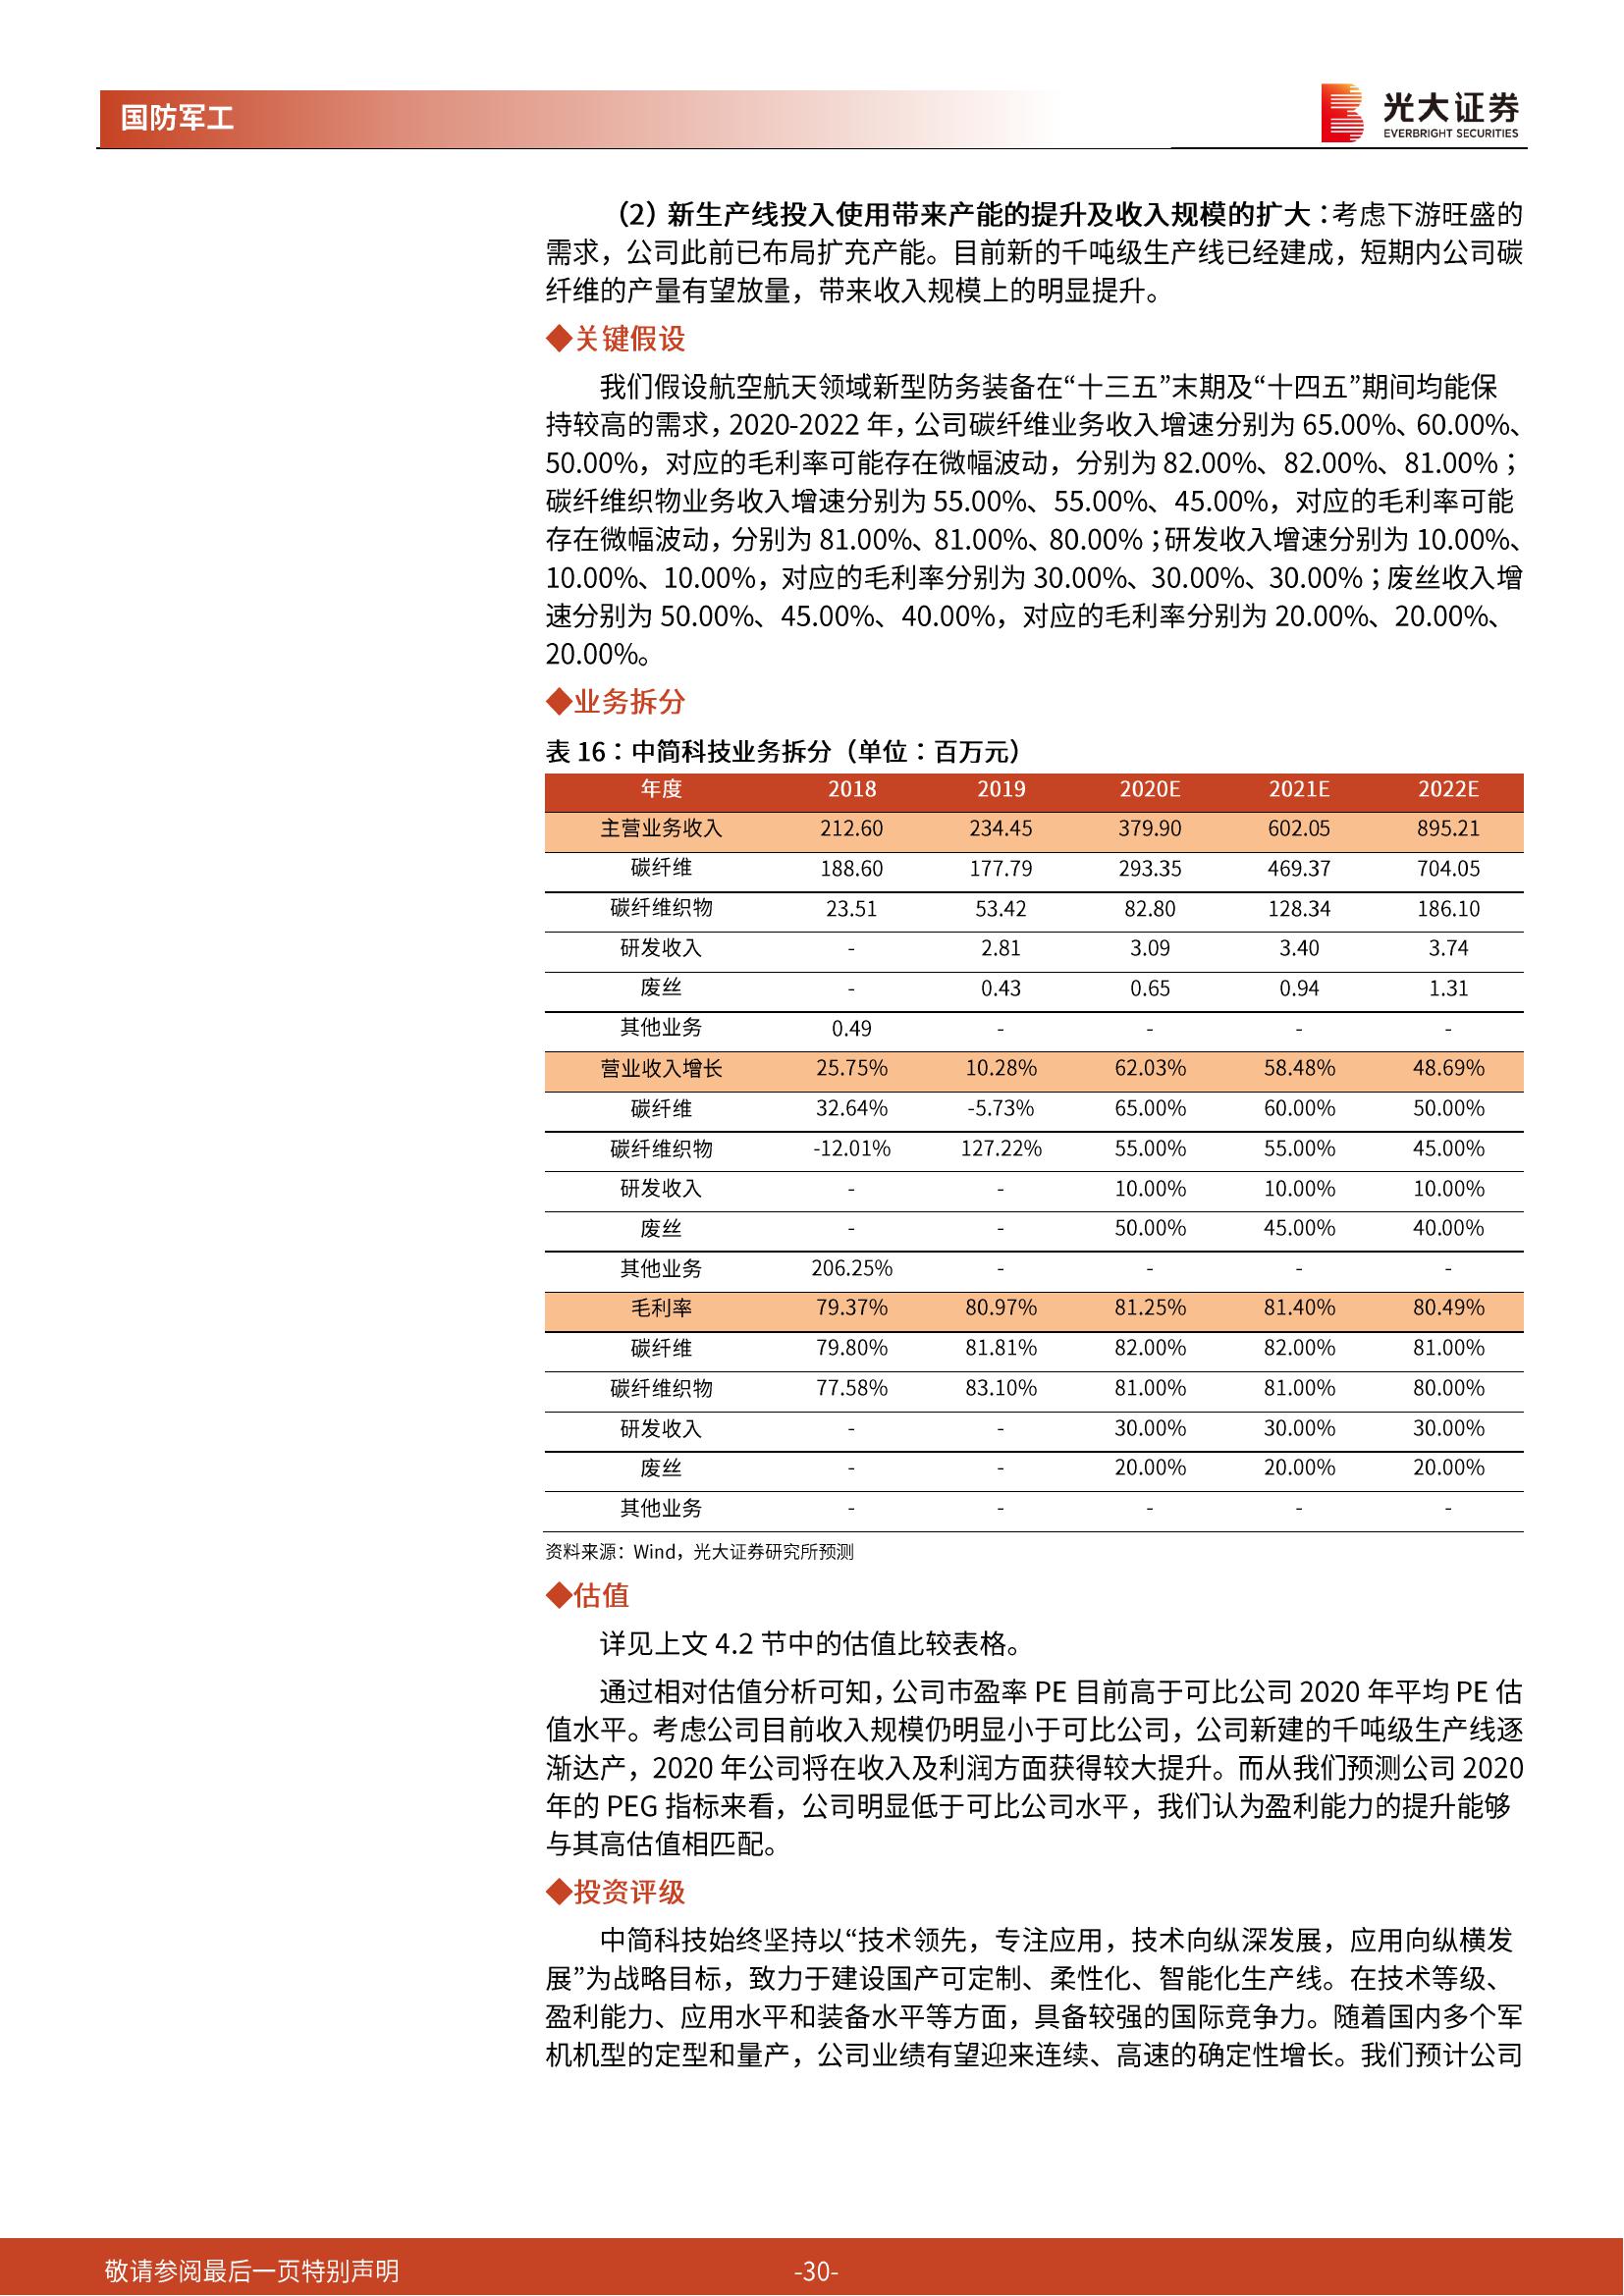 国防军工
光大证券
EVERBRIGHT SECURITIES
（2）新生产线投入使用带来产能的提升及收入规模的扩大：考虑下游旺盛的
需求，公司此前已布局扩充产能。目前新的千吨级生产线已经建成，短期内公司碳
纤维的产量有望放量，带来收入规模上的明显提升。
◆关键假设
我们假设航空航天领域新型防务装备在“十三五”末期及“十四五”期间均能保
持较高的需求，2020-2022 年，公司碳纤维业务收入增速分别为 65.00%、60.00%、
50.00%，对应的毛利率可能存在微幅波动，分别为 82.00%、82.00%、81.00%；
碳纤维织物业务收入增速分别为 55.00%、55.00%、45.00%，对应的毛利率可能
存在微幅波动，分别为 81.00%、81.00%、80.00%；研发收入增速分别为 10.00%、
10.00%、10.00%，对应的毛利率分别为 30.00%、30.00%、30.00%；废丝收入增
速分别为 50.00%、45.00%、40.00%，对应的毛利率分别为 20.00%、20.00%、
20.00%。
◆业务拆分
表 16：中简科技业务拆分（单位：百万元）
年度 2018 2019 2020E 2021E 2022E
主营业务收入 212.60 234.45 379.90 602.05 895.21
碳纤维 188.60 177.79 293.35 469.37 704.05
碳纤维织物 23.51 53.42 82.80 128.34 186.10
研发收入 - 2.81 3.09 3.40 3.74
废丝 - 0.43 0.65 0.94 1.31
其他业务 0.49 - - - -
营业收入增长 25.75% 10.28% 62.03% 58.48% 48.69%
碳纤维 32.64% -5.73% 65.00% 60.00% 50.00%
碳纤维织物 -12.01% 127.22% 55.00% 55.00% 45.00%
研发收入 - - 10.00% 10.00% 10.00%
废丝 - - 50.00% 45.00% 40.00%
其他业务 206.25% - - - -
毛利率 79.37% 80.97% 81.25% 81.40% 80.49%
碳纤维 79.80% 81.81% 82.00% 82.00% 81.00%
碳纤维织物 77.58% 83.10% 81.00% 81.00% 80.00%
研发收入 - - 30.00% 30.00% 30.00%
废丝 - - 20.00% 20.00% 20.00%
其他业务 - - - - -
资料来源：Wind，光大证券研究所预测
◆估值
详见上文 4.2 节中的估值比较表格。
通过相对估值分析可知，公司市盈率 PE 目前高于可比公司 2020 年平均 PE 估
值水平。考虑公司目前收入规模仍明显小于可比公司，公司新建的千吨级生产线逐
渐达产，2020 年公司将在收入及利润方面获得较大提升。而从我们预测公司 2020
年的 PEG 指标来看，公司明显低于可比公司水平，我们认为盈利能力的提升能够
与其高估值相匹配。
◆投资评级
中简科技始终坚持以“技术领先，专注应用，技术向纵深发展，应用向纵横发
展”为战略目标，致力于建设国产可定制、柔性化、智能化生产线。在技术等级、
盈利能力、应用水平和装备水平等方面，具备较强的国际竞争力。随着国内多个军
机机型的定型和量产，公司业绩有望迎来连续、高速的确定性增长。我们预计公司
敬请参阅最后一页特别声明
-30-